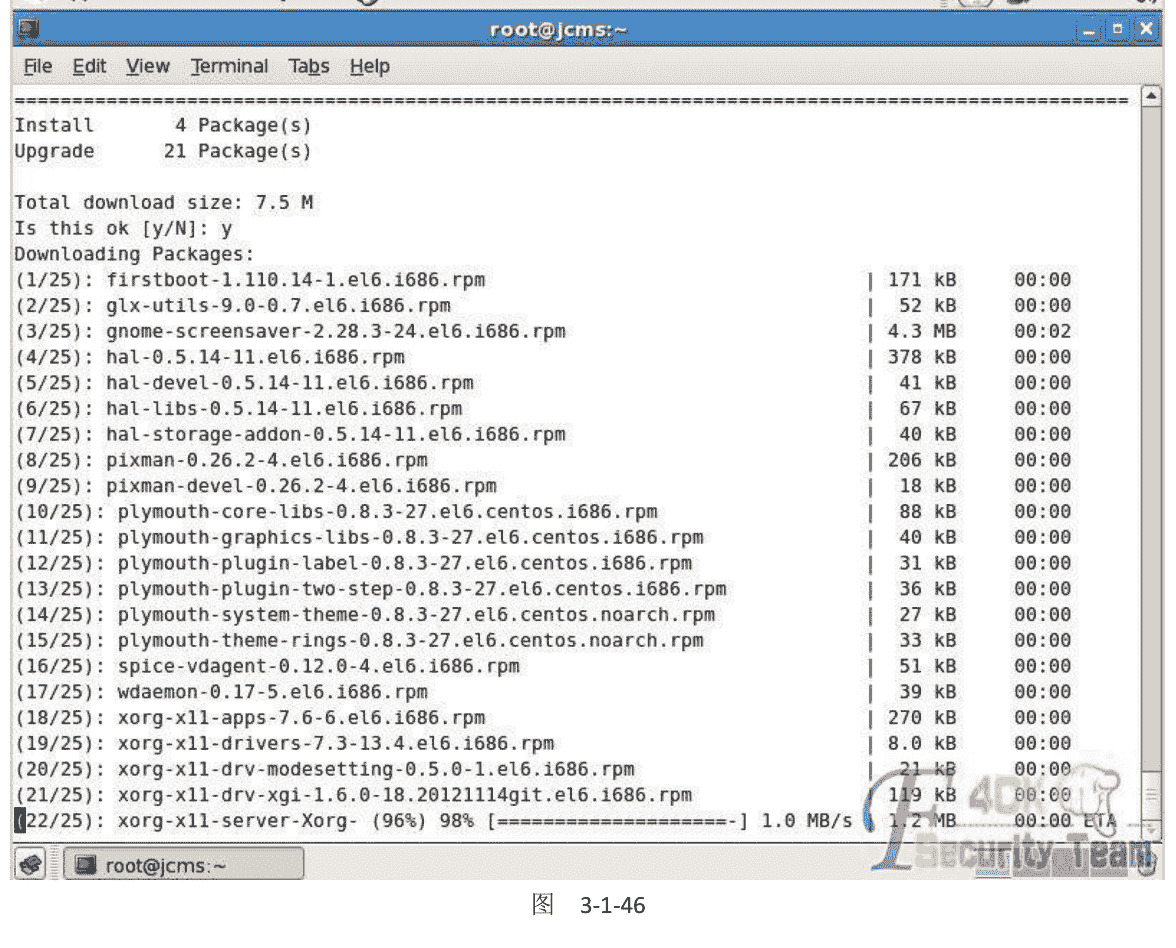 root@jcms:~
File Edit View Terminal Tabs Help
================================================================================
Install 4 Package(s)
Upgrade 21 Package(s)
Total download size: 7.5 M
Is this ok [y/N]: y
Downloading Packages:
(1/25): firstboot-1.110.14-1.el6.i686.rpm | 171 kB 00:00
(2/25): glx-utils-9.0-0.7.el6.i686.rpm | 52 kB 00:00
(3/25): gnome-screensaver-2.28.3-24.el6.i686.rpm | 4.3 MB 00:02
(4/25): hal-0.5.14-11.el6.i686.rpm | 378 kB 00:00
(5/25): hal-devel-0.5.14-11.el6.i686.rpm | 41 kB 00:00
(6/25): hal-libs-0.5.14-11.el6.i686.rpm | 67 kB 00:00
(7/25): hal-storage-addon-0.5.14-11.el6.i686.rpm | 40 kB 00:00
(8/25): pixman-0.26.2-4.el6.i686.rpm | 206 kB 00:00
(9/25): pixman-devel-0.26.2-4.el6.i686.rpm | 18 kB 00:00
(10/25): plymouth-core-libs-0.8.3-27.el6.centos.i686.rpm | 88 kB 00:00
(11/25): plymouth-graphics-libs-0.8.3-27.el6.centos.i686.rpm | 40 kB 00:00
(12/25): plymouth-plugin-label-0.8.3-27.el6.centos.i686.rpm | 31 kB 00:00
(13/25): plymouth-plugin-two-step-0.8.3-27.el6.centos.i686.rpm | 36 kB 00:00
(14/25): plymouth-system-theme-0.8.3-27.el6.centos.noarch.rpm | 27 kB 00:00
(15/25): plymouth-theme-rings-0.8.3-27.el6.centos.noarch.rpm | 33 kB 00:00
(16/25): spice-vdagent-0.12.0-4.el6.i686.rpm | 51 kB 00:00
(17/25): wdaemon-0.17-5.el6.i686.rpm | 39 kB 00:00
(18/25): xorg-x11-apps-7.6-6.el6.i686.rpm | 270 kB 00:00
(19/25): xorg-x11-drivers-7.3-13.4.el6.i686.rpm | 8.0 kB 00:00
(20/25): xorg-x11-drv-modesetting-0.5.0-1.el6.i686.rpm | 21 kB 00:00
(21/25): xorg-x11-drv-xgi-1.6.0-18.20121114git.el6.i686.rpm | 119 kB 00:00
(22/25): xorg-x11-server-Xorg- (96%) 98% [====================-] 1.0 MB/s | 1.2 MB 00:00 ETA
Security Team
root@jcms:~
图 3-1-46